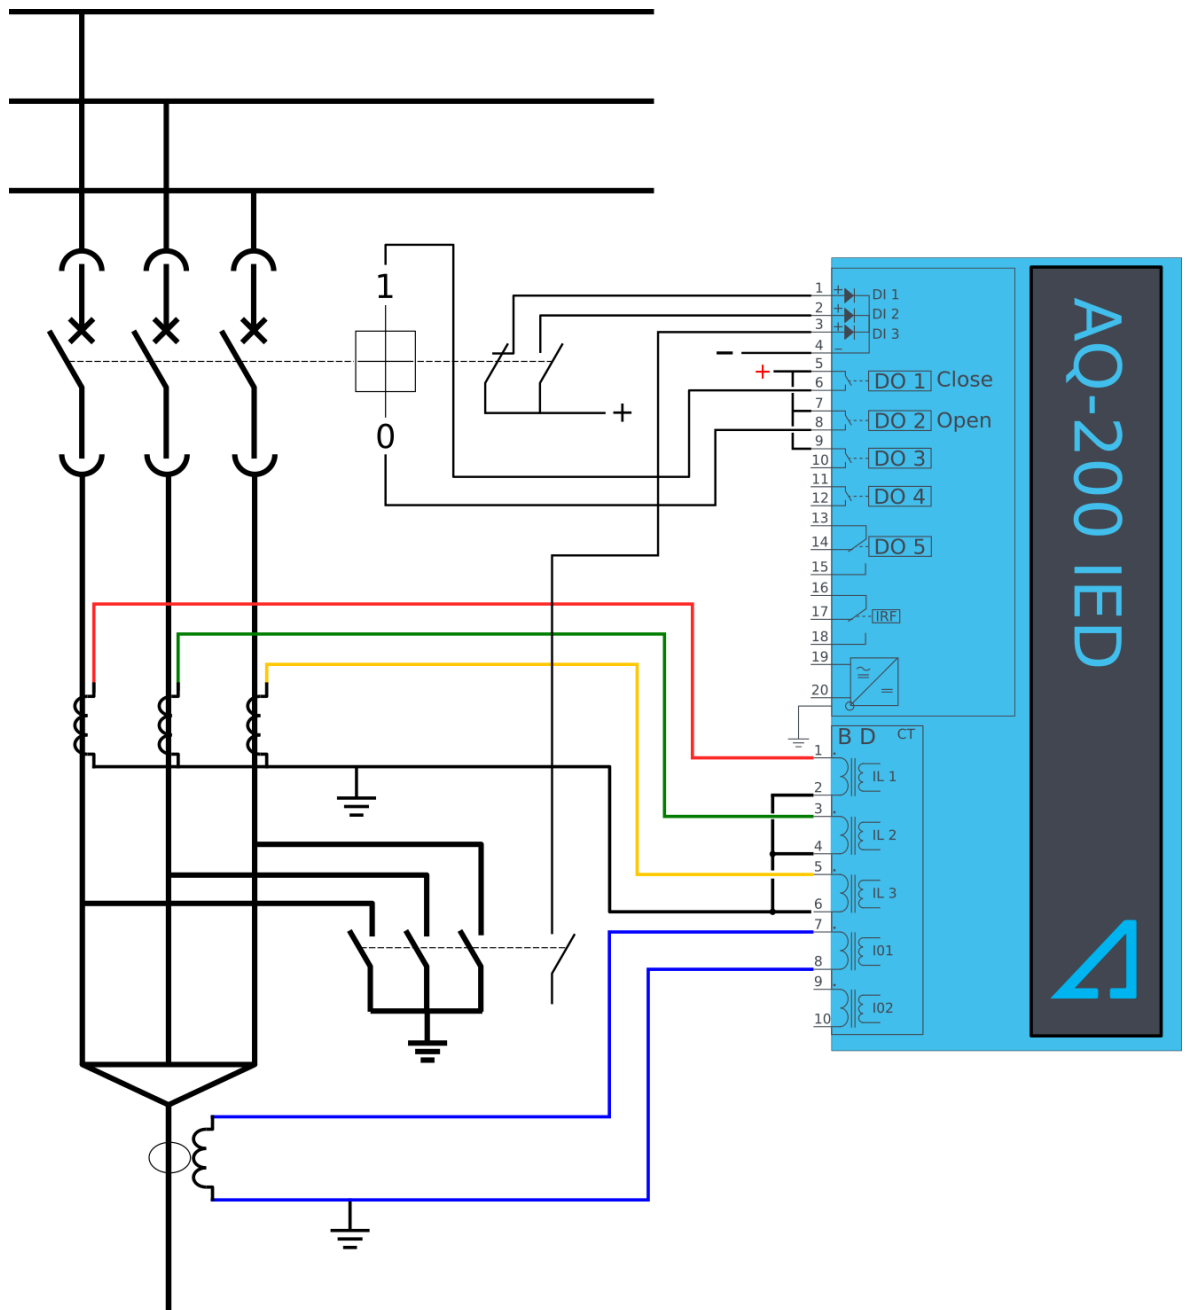 1
0
+
−
+
1 + DI 1
2 + DI 2
3 + DI 3
4 −
5
6 DO 1 Close
7
8 DO 2 Open
9
10 DO 3
11
12 DO 4
13
14 DO 5
15
16
17 IRF
18
19
20
B D CT
1
IL 1
2
3
IL 2
4
5
IL 3
6
7
I01
8
9
I02
10
AQ-200 IED